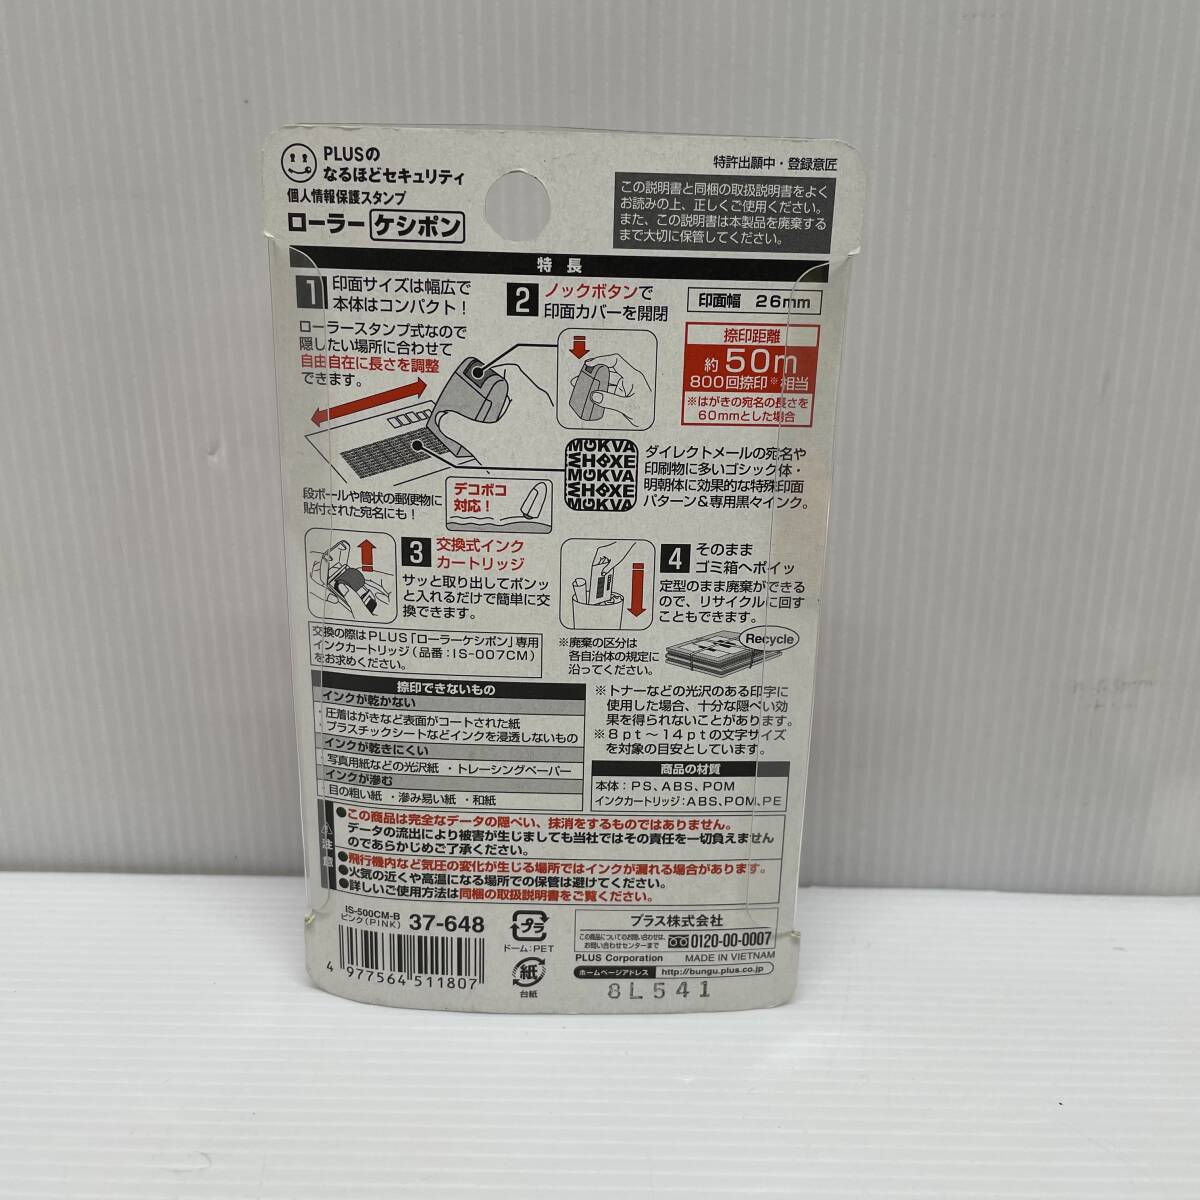 PLUSの
なるほどセキュリティ
個人情報保護スタンプ
ローラーケシポン
特許出願中・登録意匠
この説明書と同梱の取扱説明書をよく
お読みの上、正しくご使用ください。
また、この説明書は本製品を廃棄する
まで大切に保管してください。
特長
1 印面サイズは幅広で
本体はコンパクト!
ローラースタンプ式なので
隠したい場所に合わせて
自由自在に長さを調整
できます。
段ボールや筒状の郵便物に
貼付された宛名にも!
デコボコ
対応!
2 ノックボタンで
印面カバーを開閉
印面幅 26mm
捺印距離
約50m
800回捺印※相当
※はがきの宛名の長さを
60mmとした場合
MGKVA
MGKVA
MGKVA
ダイレクトメールの宛名や
印刷物に多いゴシック体・
明朝体に効果的な特殊印面
パターン&専用黒々インク。
3 交換式インク
カートリッジ
サッと取り出してポンッ
と入れるだけで簡単に交
換できます。
交換の際はPLUS「ローラーケシポン」専用
インクカートリッジ(品番:IS-007CM)
をお求めください。
4 そのまま
ゴミ箱へポイッ
定型のまま廃棄ができる
ので、リサイクルに回す
こともできます。
※廃棄の区分は
各自治体の規定に
沿ってください。
Recycle
捺印できないもの
インクが乾かない
・圧着はがきなど表面がコートされた紙
・プラスチックシートなどインクを浸透しないもの
インクが乾きにくい
・写真用紙などの光沢紙 ・トレーシングペーパー
インクが滲む
・目の粗い紙 ・滲み易い紙 ・和紙
※トナーなどの光沢のある印字に
使用した場合、十分な隠ぺい効
果を得られないことがあります。
※8pt〜14ptの文字サイズ
を対象の目安としています。
商品の材質
本体:PS、ABS、POM
インクカートリッジ:ABS、POM、PE
注意
●この商品は完全なデータの隠ぺい、抹消をするものではありません。
データの流出により被害が生じましても当社ではその責任を一切負えません
のであらかじめご了承ください。
●飛行機内など気圧の変化が生じる場所ではインクが漏れる場合があります。
●火気の近くや高温になる場所での保管は避けてください。
●詳しいご使用方法は同梱の取扱説明書をご覧ください。
IS-500CM-B
ピンク(PINK) 37-648
4 977564 511807
プラ
ドーム:PET
紙
台紙
プラス株式会社
この商品についてのお問い合わせは、
お問い合わせセンターまで 0120-00-0007
PLUS Corporation MADE IN VIETNAM
ホームページアドレス http://bungu.plus.co.jp
8L541